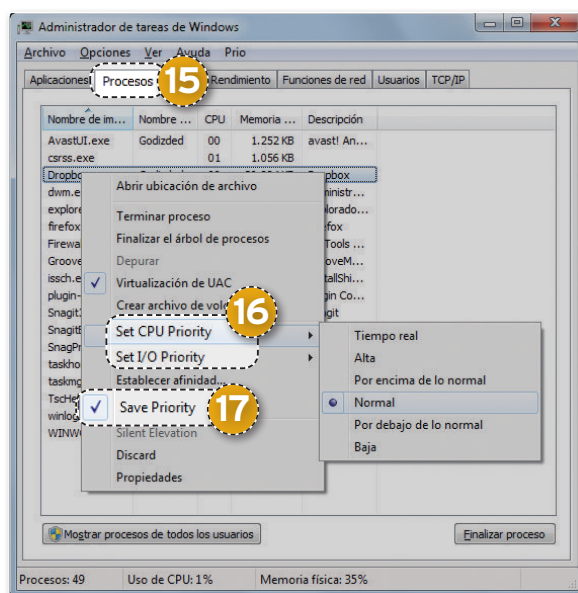 Administrador de tareas de Windows
Archivo Opciones Ver Ayuda Prio
Aplicaciones Procesos 15 Rendimiento Funciones de red Usuarios TCP/IP
Nombre de im... Nombre ... CPU Memoria ... Descripción
AvastUI.exe Godizded 00 1.252 KB avast! An...
csrss.exe 01 1.056 KB
Abrir ubicación de archivo
Terminar proceso
Finalizar el árbol de procesos
Depurar
Virtualización de UAC
Crear archivo de
16
Set CPU Priority
Set I/O Priority
Establecer afinidad...
Save Priority 17
Silent Elevation
Discard
Propiedades
Tiempo real
Alta
Por encima de lo normal
Normal
Por debajo de lo normal
Baja
Mostrar procesos de todos los usuarios Finalizar proceso
Procesos: 49 Uso de CPU: 1% Memoria física: 35%